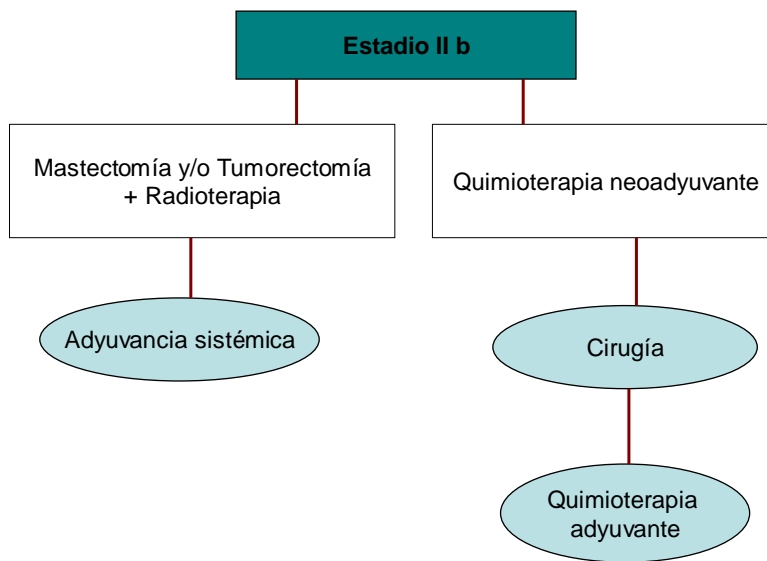 Estadio II b
Mastectomía y/o Tumorectomía
+ Radioterapia
Quimioterapia neoadyuvante
Adyuvancia sistémica
Cirugía
Quimioterapia
adyuvante